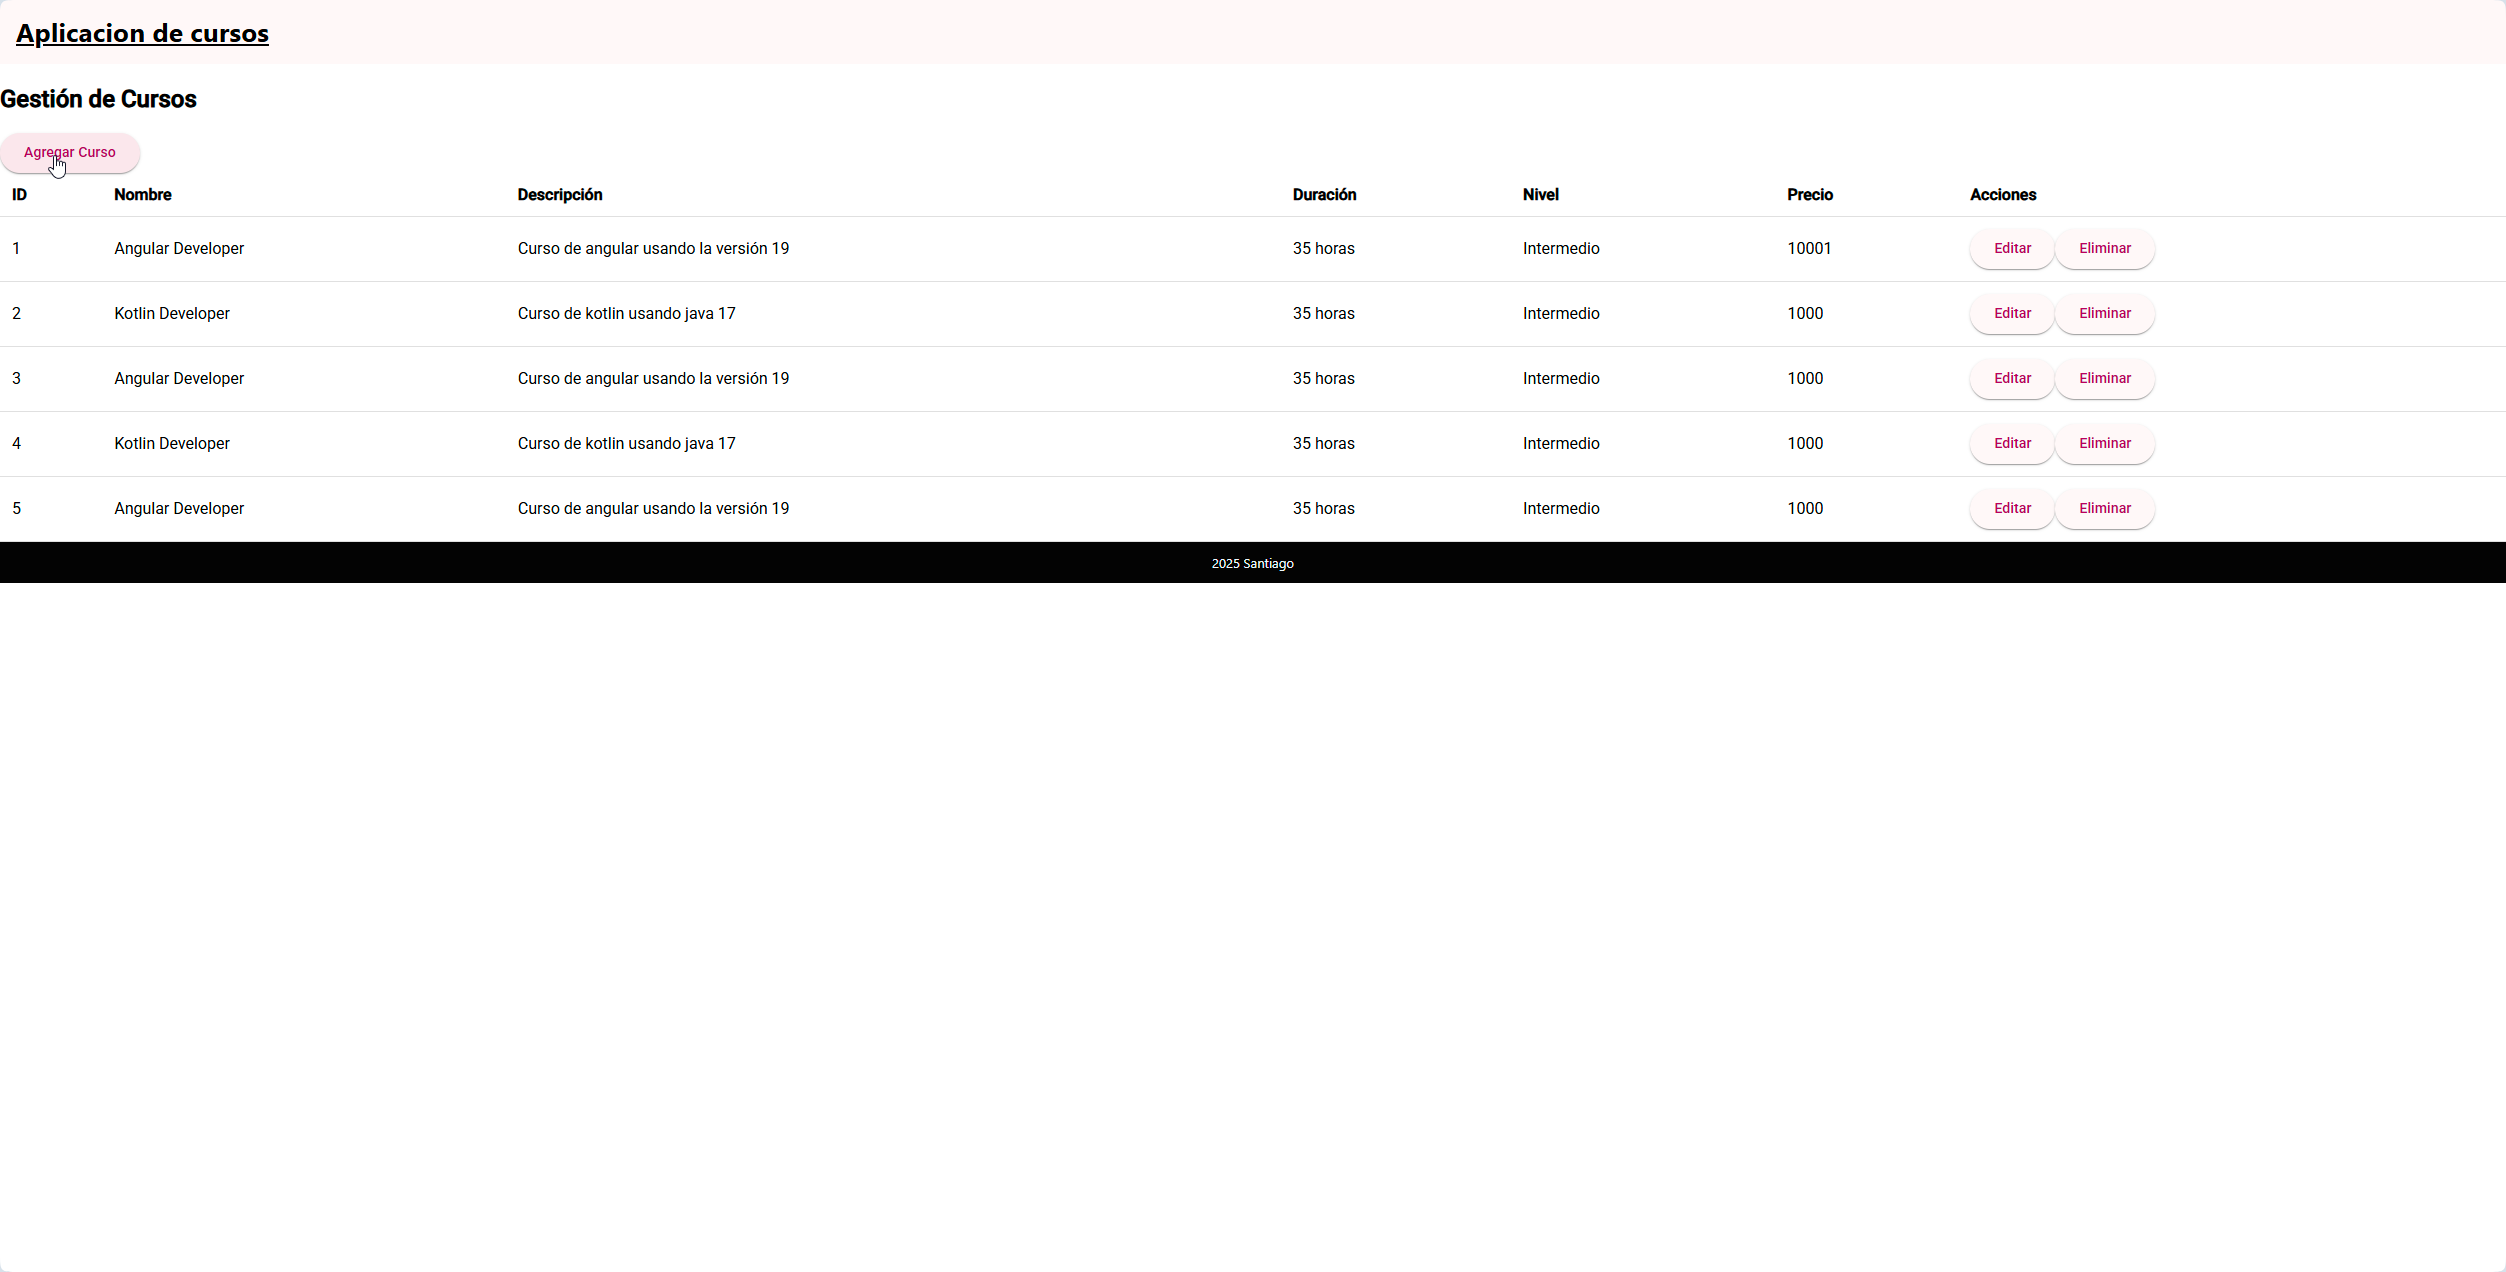 Aplicacion de cursos
Gestión de Cursos
Agregar Curso
ID Nombre Descripción Duración Nivel Precio Acciones
1 Angular Developer Curso de angular usando la versión 19 35 horas Intermedio 10001 Editar Eliminar
2 Kotlin Developer Curso de kotlin usando java 17 35 horas Intermedio 1000 Editar Eliminar
3 Angular Developer Curso de angular usando la versión 19 35 horas Intermedio 1000 Editar Eliminar
4 Kotlin Developer Curso de kotlin usando java 17 35 horas Intermedio 1000 Editar Eliminar
5 Angular Developer Curso de angular usando la versión 19 35 horas Intermedio 1000 Editar Eliminar
2025 Santiago